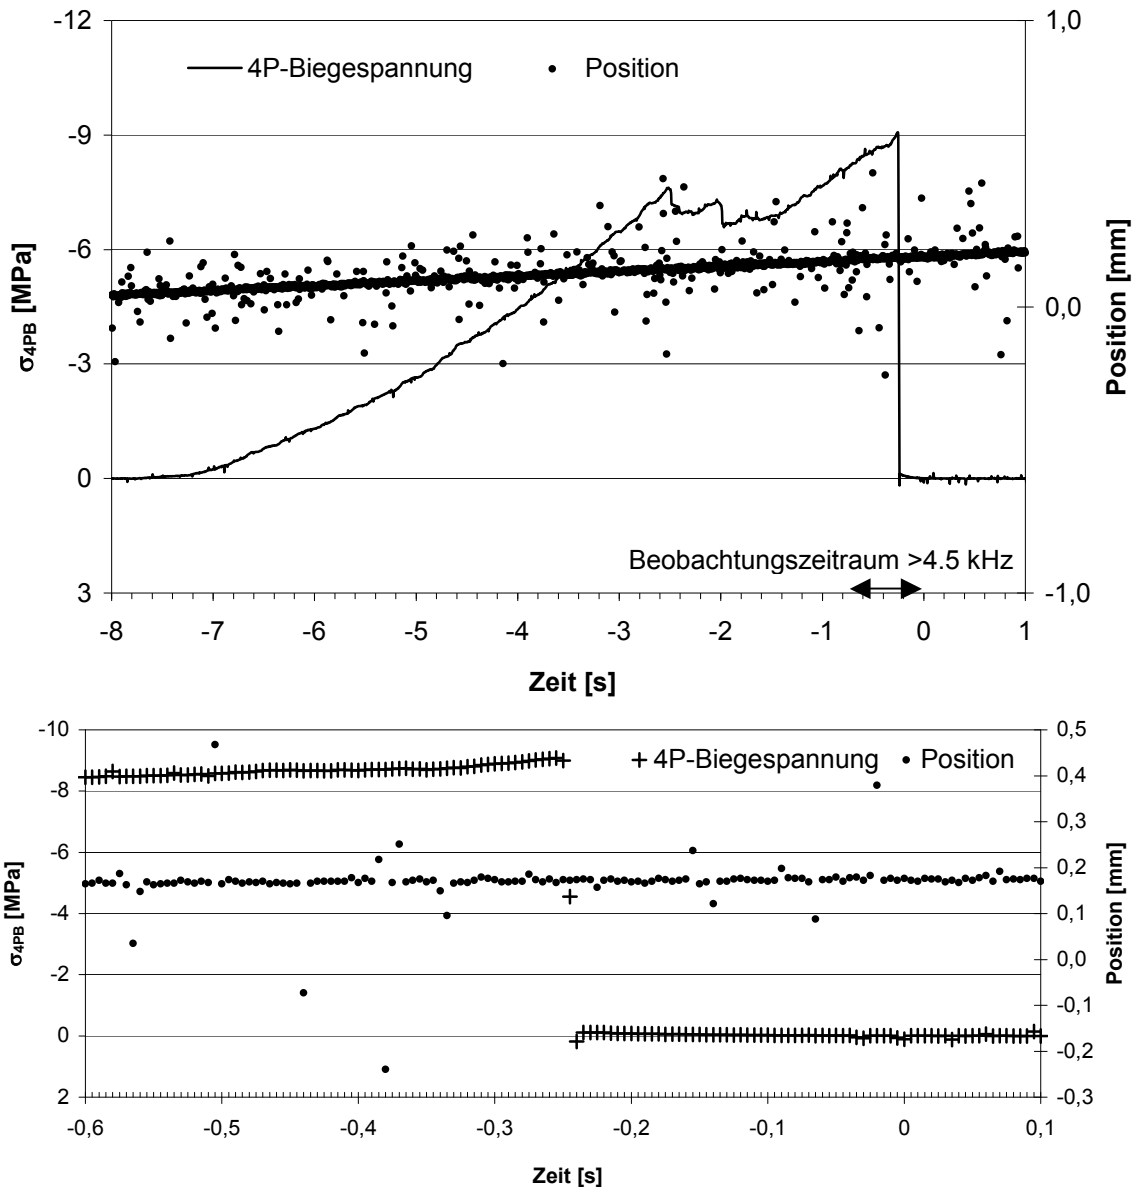 -12
-9
-6
-3
0
3
σ4PB [MPa]
4P-Biegespannung
Position
1,0
0,0
-1,0
Position [mm]
Beobachtungszeitraum >4.5 kHz
-8 -7 -6 -5 -4 -3 -2 -1 0 1
Zeit [s]
-10
-8
-6
-4
-2
0
2
σ4PB [MPa]
4P-Biegespannung
Position
0,5
0,4
0,3
0,2
0,1
0,0
-0,1
-0,2
-0,3
Position [mm]
-0,6 -0,5 -0,4 -0,3 -0,2 -0,1 0 0,1
Zeit [s]